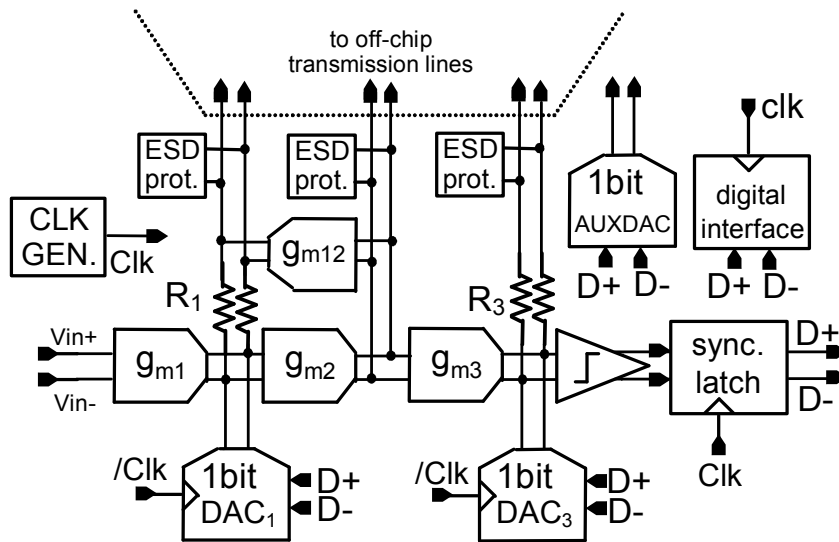 to off-chip
transmission lines
ESD
prot.
ESD
prot.
ESD
prot.
clk
1bit
AUXDAC
digital
interface
D+ D-
D+ D-
CLK
GEN.
Clk
gm12
R1
R3
Vin+
Vin-
gm1
gm2
gm3
sync.
latch
D+
D-
Clk
/Clk
1bit
DAC1
D+
D-
/Clk
1bit
DAC3
D+
D-